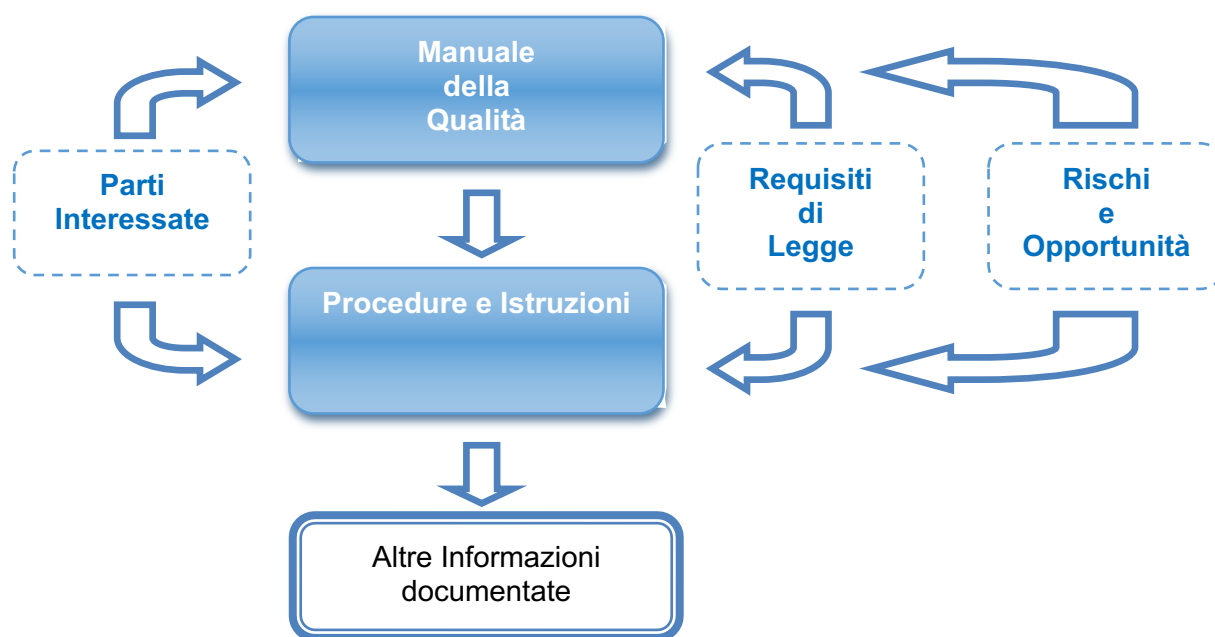 Manuale
della
Qualità
Parti
Interessate
Requisiti
di
Legge
Rischi
e
Opportunità
Procedure e Istruzioni
Altre Informazioni
documentate